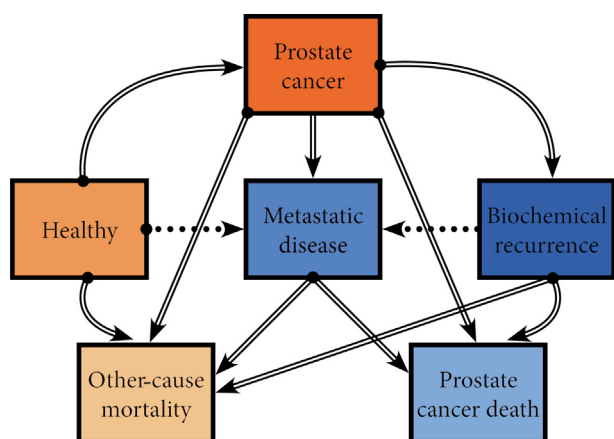 Prostate
cancer
Healthy
Metastatic
disease
Biochemical
recurrence
Other-cause
mortality
Prostate
cancer death